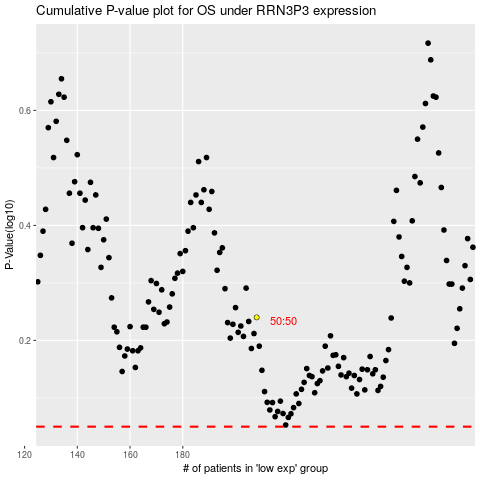 Cumulative P-value plot for OS under RRN3P3 expression
P-Value(log10)
0.6
0.4
0.2
50:50
120 140 160 180
# of patients in 'low exp' group